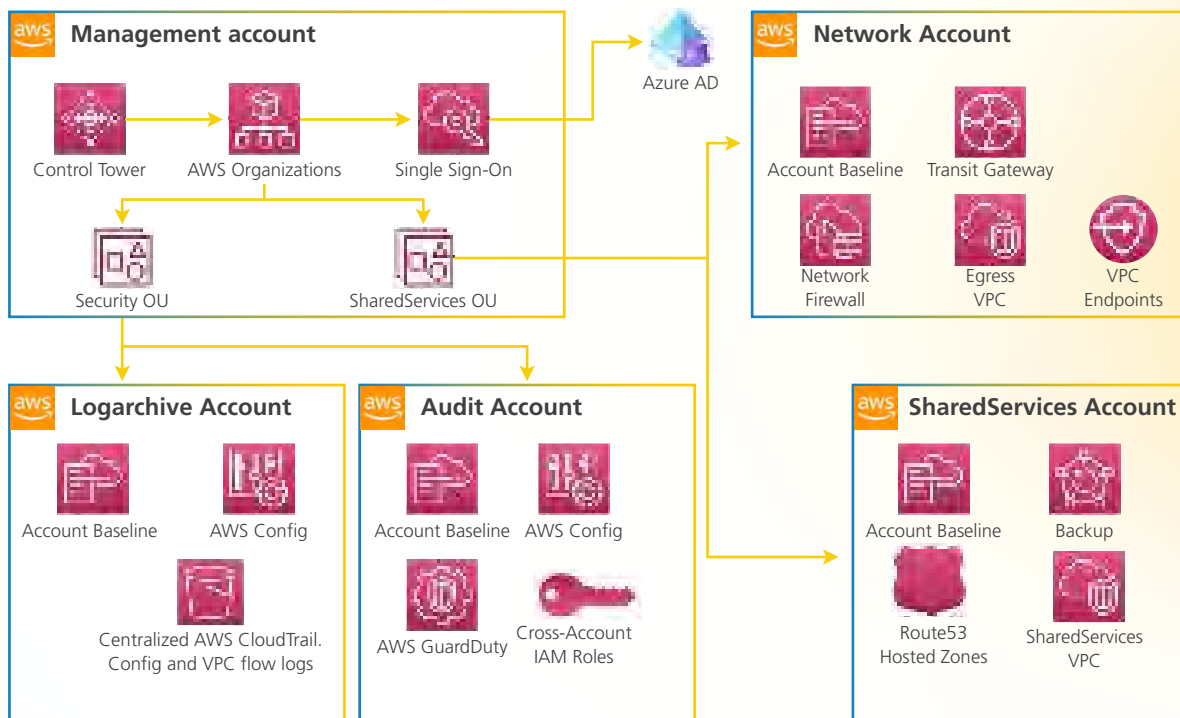 aws
Management account
Control Tower
AWS Organizations
Single Sign-On
Security OU
SharedServices OU
Azure AD
aws
Network Account
Account Baseline
Transit Gateway
Network
Firewall
Egress
VPC
VPC
Endpoints
aws
Logarchive Account
Account Baseline
AWS Config
Centralized AWS CloudTrail.
Config and VPC flow logs
aws
Audit Account
Account Baseline
AWS Config
AWS GuardDuty
Cross-Account
IAM Roles
aws
SharedServices Account
Account Baseline
Backup
Route53
Hosted Zones
SharedServices
VPC